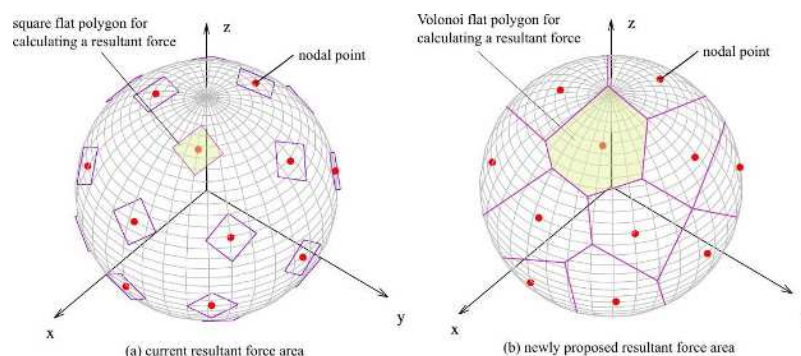 square flat polygon for
calculating a resultant force
z
nodal point
x
y
(a) current resultant force area
Volonoi flat polygon for
calculating a resultant force
z
nodal point
x
(b) newly proposed resultant force area